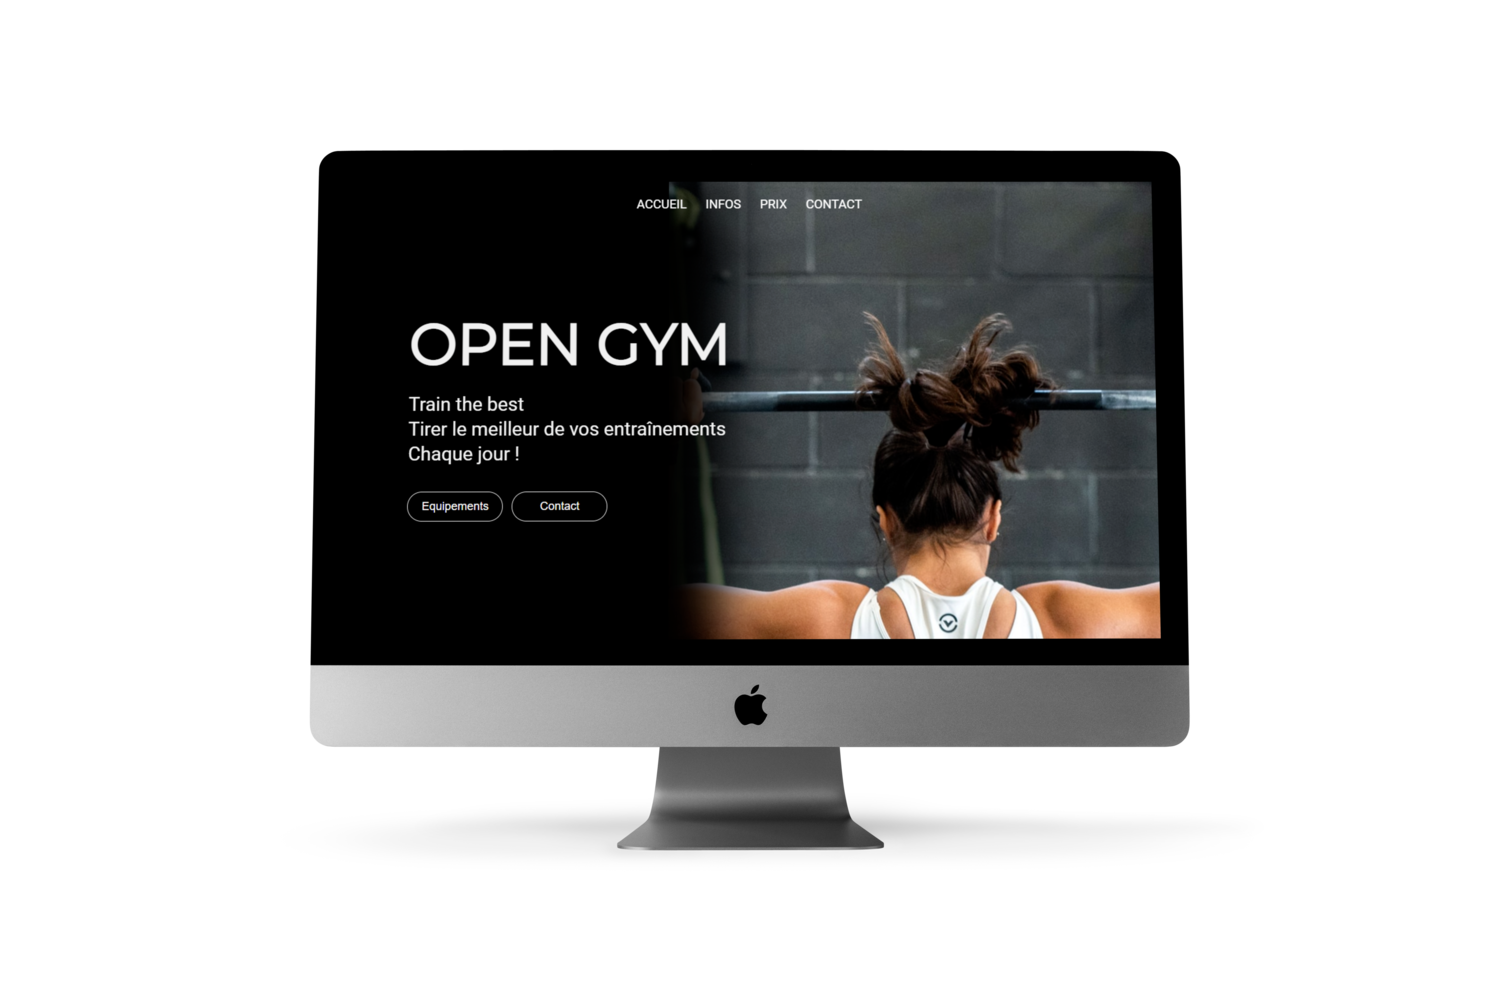 ACCUEIL INFOS PRIX CONTACT
OPEN GYM
Train the best
Tirer le meilleur de vos entraînements
Chaque jour !
Equipements Contact